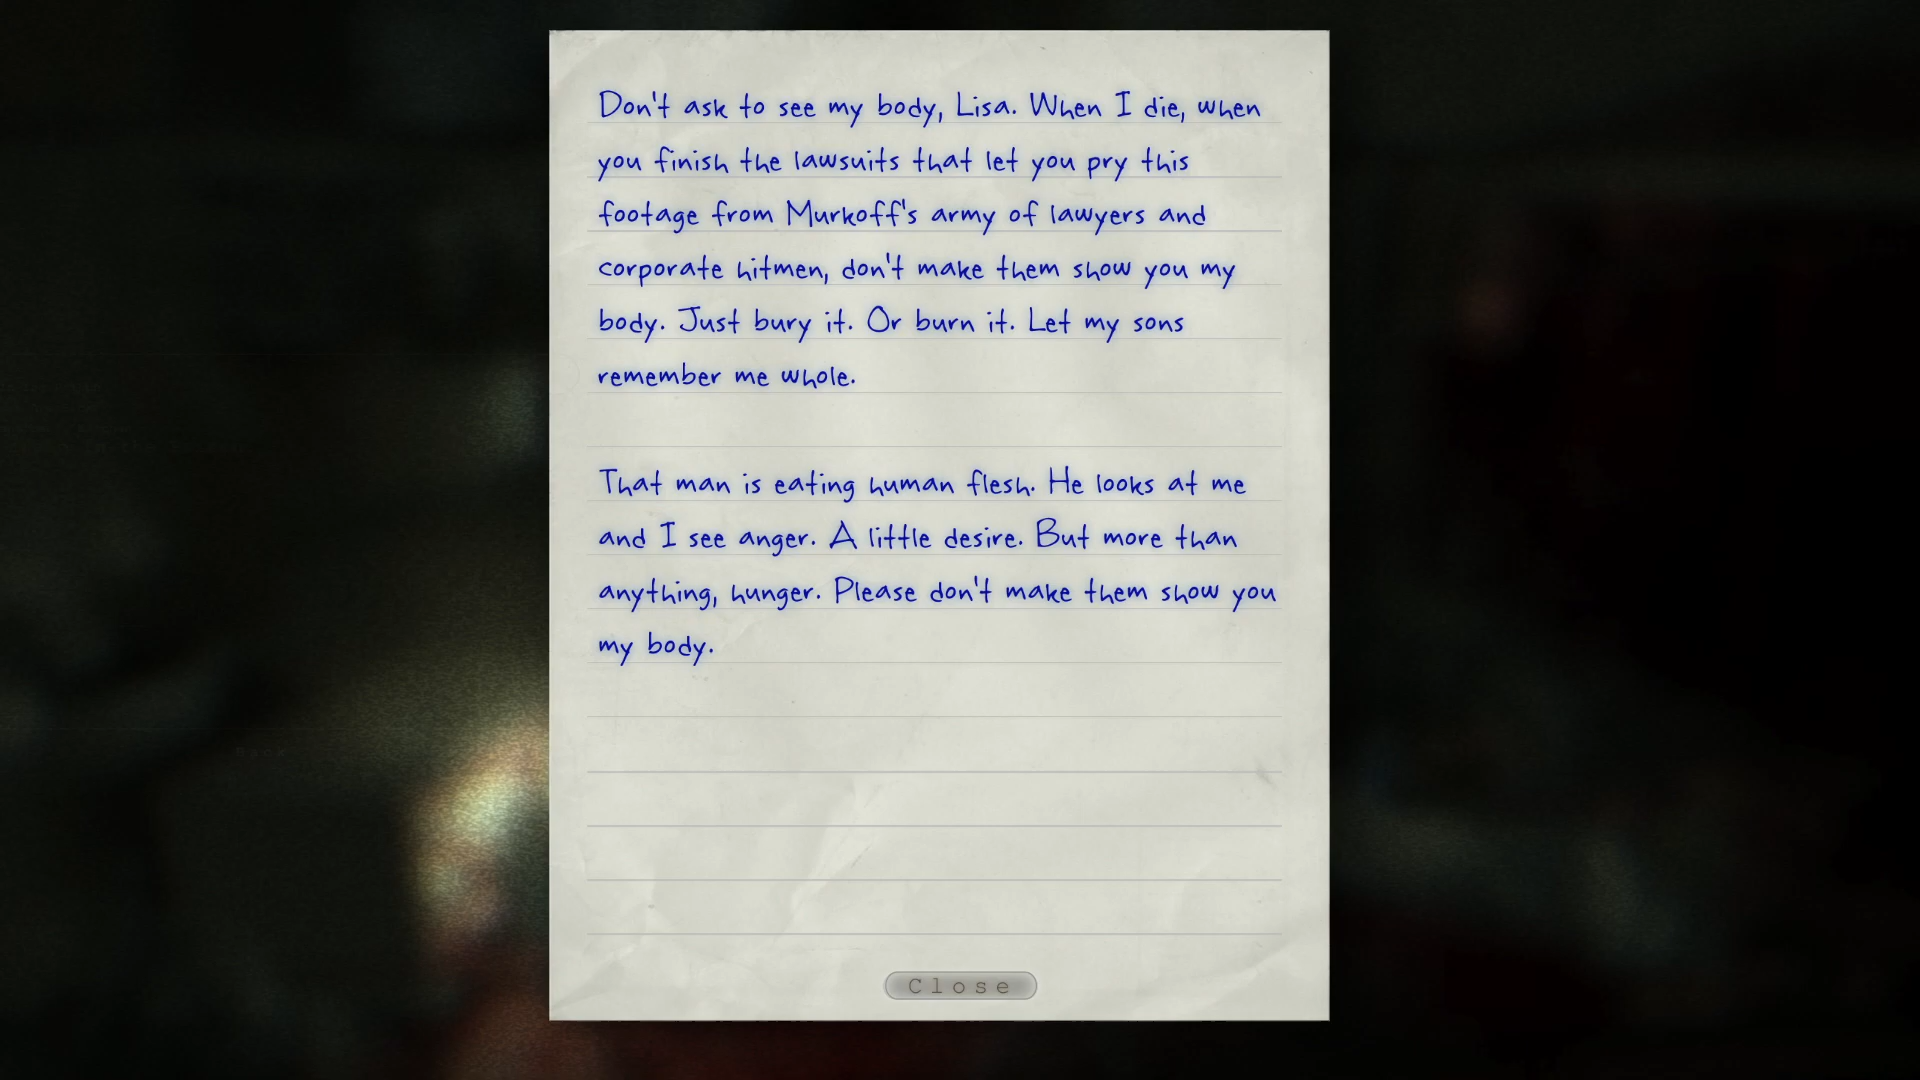 Don't ask to see my body, Lisa. When I die, when
you finish the lawsuits that let you pry this
footage from Murkoff's army of lawyers and
corporate hitmen, don't make them show you my
body. Just bury it. Or burn it. Let my sons
remember me whole.
That man is eating human flesh. He looks at me
and I see anger. A little desire. But more than
anything, hunger. Please don't make them show you
my body.
Back
Close